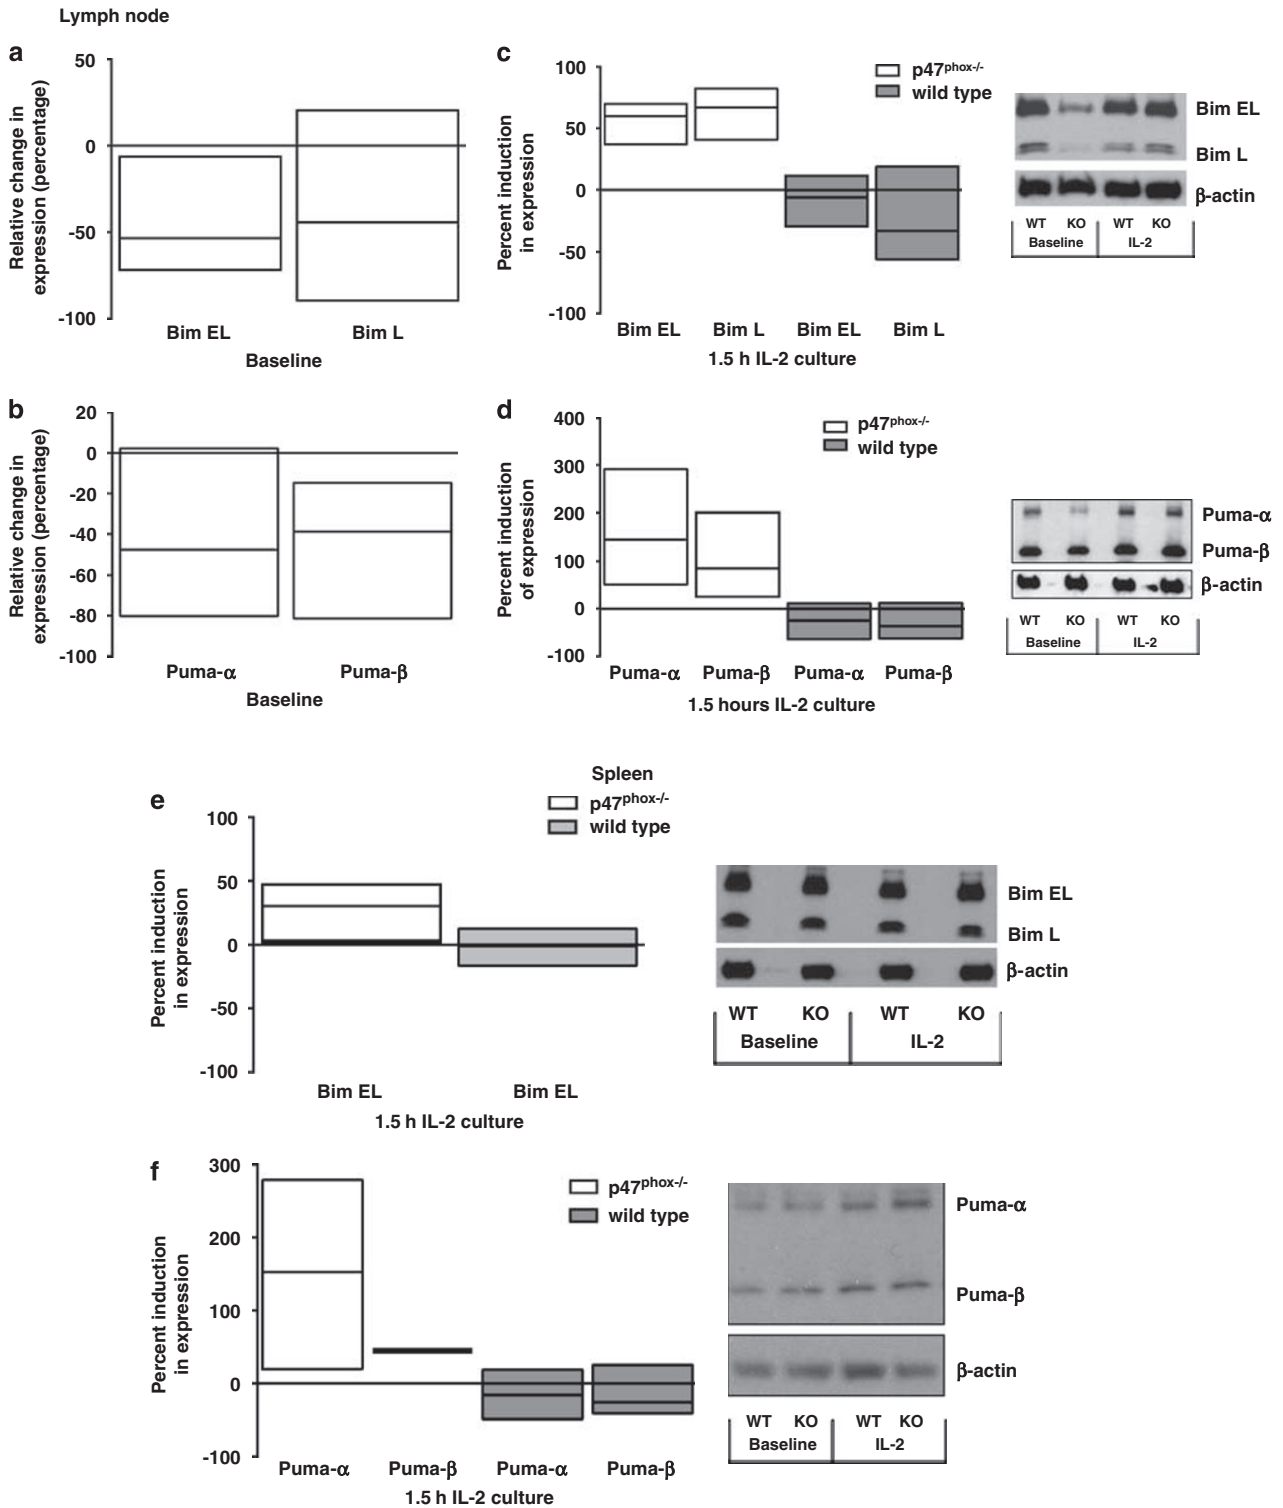 Lymph node
a
Relative change in
expression (percentage)
50
0
-50
-100
Bim EL
Bim L
Baseline
c
Percent induction
in expression
100
50
0
-50
-100
p47phox-/-
wild type
Bim EL
Bim L
Bim EL
Bim L
1.5 h IL-2 culture
Bim EL
Bim L
β-actin
WT KO WT KO
Baseline IL-2
b
Relative change in
expression (percentage)
20
0
-20
-40
-60
-80
-100
Puma-α
Puma-β
Baseline
d
Percent induction
of expression
400
300
200
100
0
-100
p47phox-/-
wild type
Puma-α
Puma-β
Puma-α
Puma-β
1.5 hours IL-2 culture
Puma-α
Puma-β
β-actin
WT KO WT KO
Baseline IL-2
Spleen
e
p47phox-/-
wild type
Percent induction
in expression
100
50
0
-50
-100
Bim EL
Bim EL
1.5 h IL-2 culture
Bim EL
Bim L
β-actin
WT KO WT KO
Baseline IL-2
f
Percent induction
in expression
300
200
100
0
-100
p47phox-/-
wild type
Puma-α
Puma-β
Puma-α
Puma-β
1.5 h IL-2 culture
Puma-α
Puma-β
β-actin
WT KO WT KO
Baseline IL-2